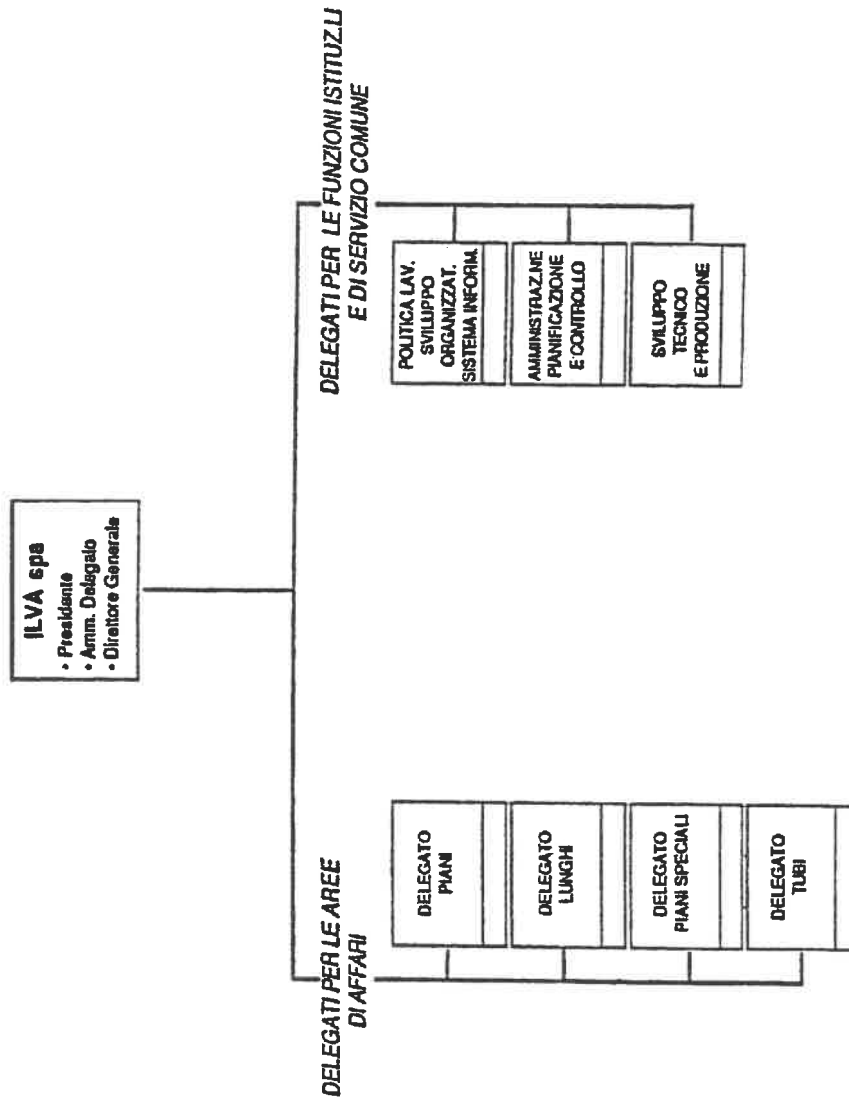 ILVA spa
• Presidente
• Amm. Delegato
• Direttore Generale
DELEGATI PER LE AREE
DI AFFARI
DELEGATO
PIANI
DELEGATO
LUNGHI
DELEGATO
PIANI SPECIALI
DELEGATO
TUBI
DELEGATI PER LE FUNZIONI ISTITUZ.LI
E DI SERVIZIO COMUNE
POLITICA LAV.
SVILUPPO
ORGANIZZAT.
SISTEMA INFORM.
AMMINISTRAZ.NE
PIANIFICAZIONE
E CONTROLLO
SVILUPPO
TECNICO
E PRODUZIONE